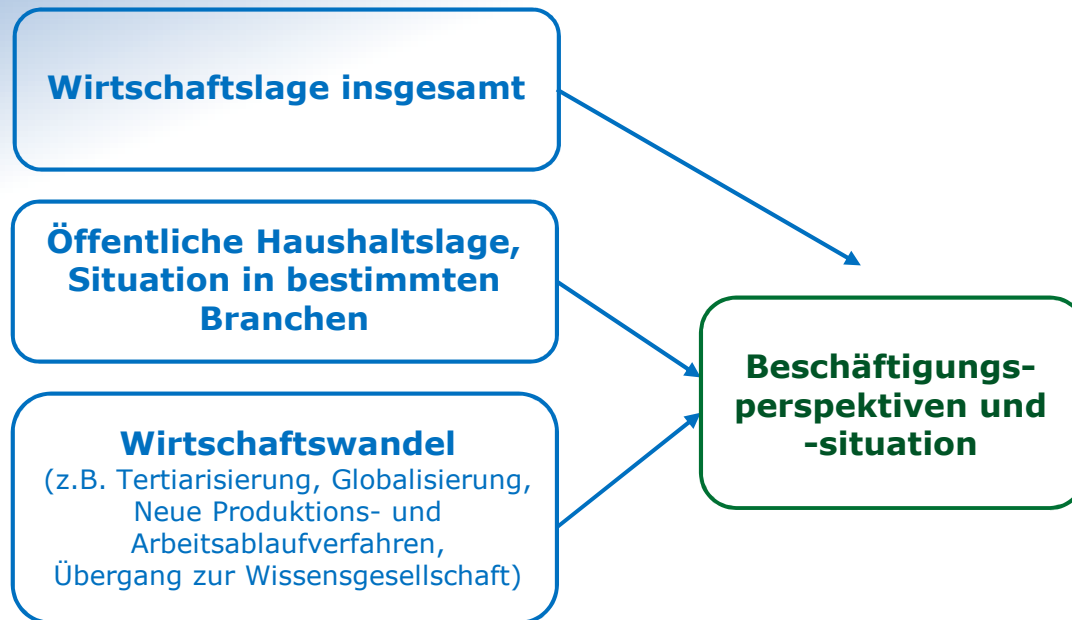 Wirtschaftslage insgesamt
Öffentliche Haushaltslage,
Situation in bestimmten
Branchen
Wirtschaftswandel
(z.B. Tertiarisierung, Globalisierung,
Neue Produktions- und
Arbeitsablaufverfahren,
Übergang zur Wissensgesellschaft)
Beschäftigungs-
perspektiven und
-situation